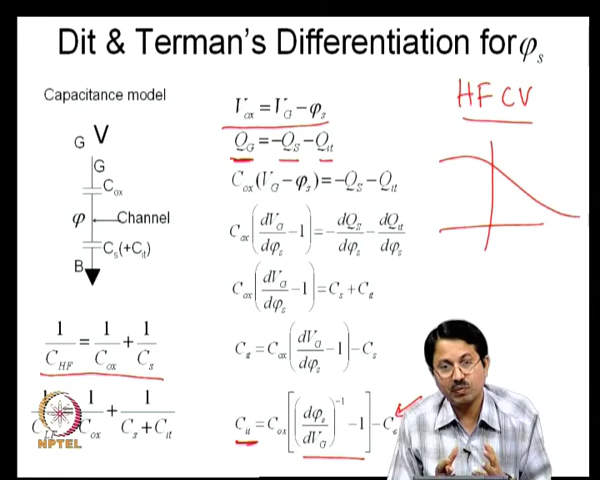 Dit & Terman's Differentiation for φs
Capacitance model
G V
G
Cox
φ Channel
Cs(+Cit)
B
1/CHF = 1/Cox + 1/Cs
1/Cox + 1/(Cs + Cit)
NPTEL
Vox = VG − φs
QG = −QS − Qit
Cox(VG − φs) = −QS − Qit
Cox(dVG/dφs − 1) = −dQS/dφs − dQit/dφs
Cox(dVG/dφs − 1) = Cs + Cit
Cit = Cox(dVG/dφs − 1) − Cs
Cit = Cox[(dφs/dVG)⁻¹ − 1] − Cs
HF CV